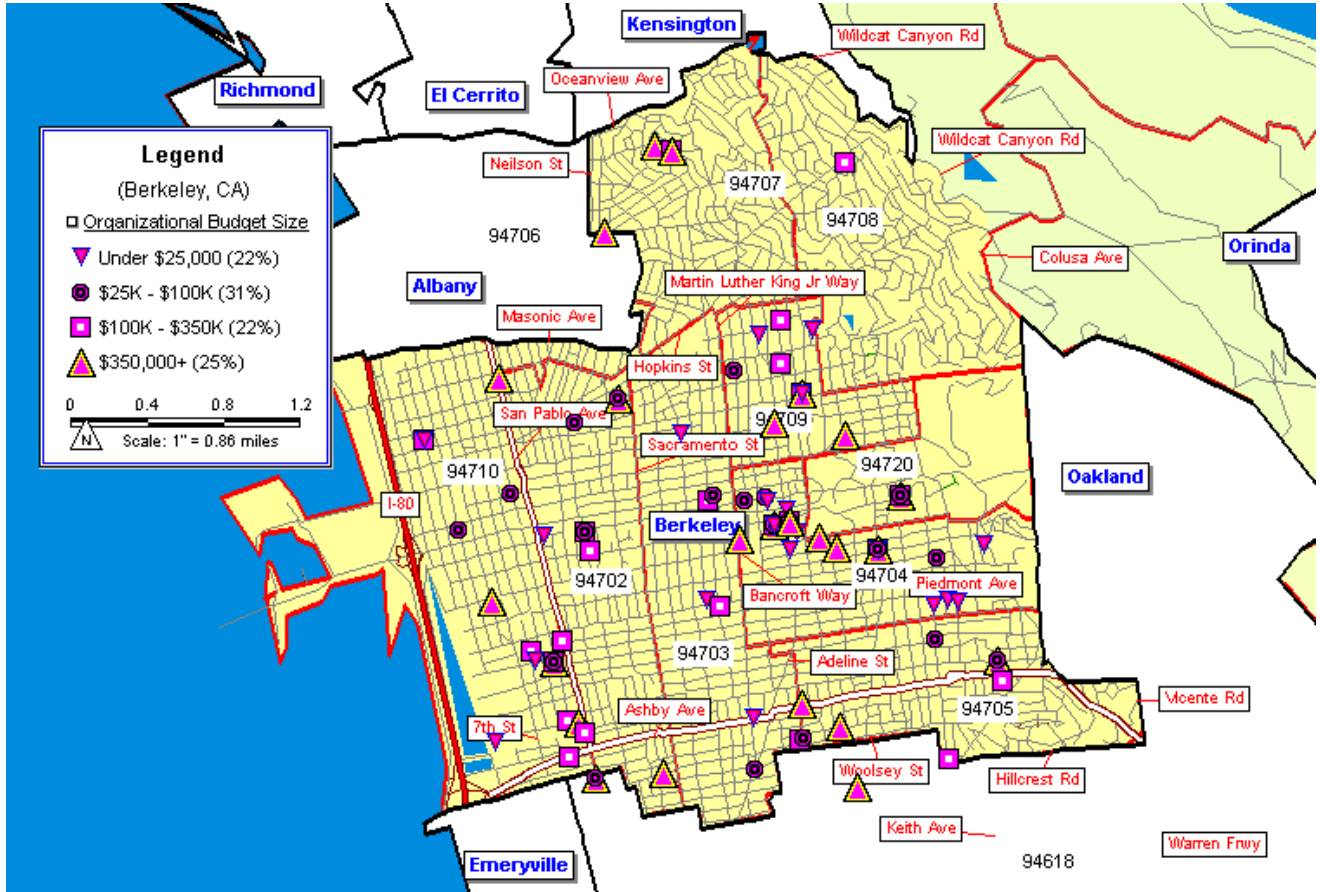 Kensington
Wildcat Canyon Rd
Oceanview Ave
Richmond
El Cerrito
Legend
(Berkeley, CA)
Organizational Budget Size
Under $25,000 (22%)
$25K - $100K (31%)
$100K - $350K (22%)
$350,000+ (25%)
0 0.4 0.8 1.2
N
Scale: 1" = 0.86 miles
Wildcat Canyon Rd
Neilson St
94707
94708
94706
Orinda
Colusa Ave
Albany
Martin Luther King Jr Way
Masonic Ave
Hopkins St
San Pablo Ave
94709
Sacramento St
94710
94720
Oakland
I-80
Berkeley
94702
94704
Piedmont Ave
Bancroft Way
94703
Adeline St
Vicente Rd
94705
Ashby Ave
7th St
Woolsey St
Hillcrest Rd
Keith Ave
Warren Frwy
94618
Emeryville